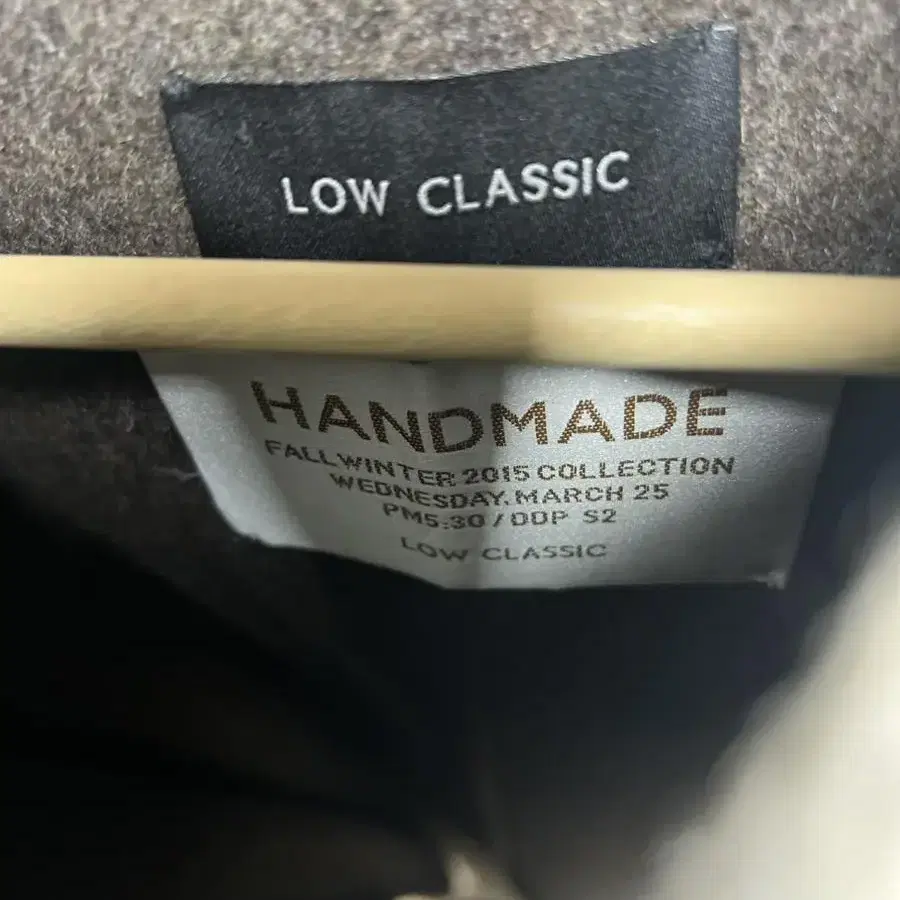 LOW CLASSIC
HANDMADE
FALL WINTER 2015 COLLECTION
WEDNESDAY, MARCH 25
PM5:30 / DDP S2
LOW CLASSIC